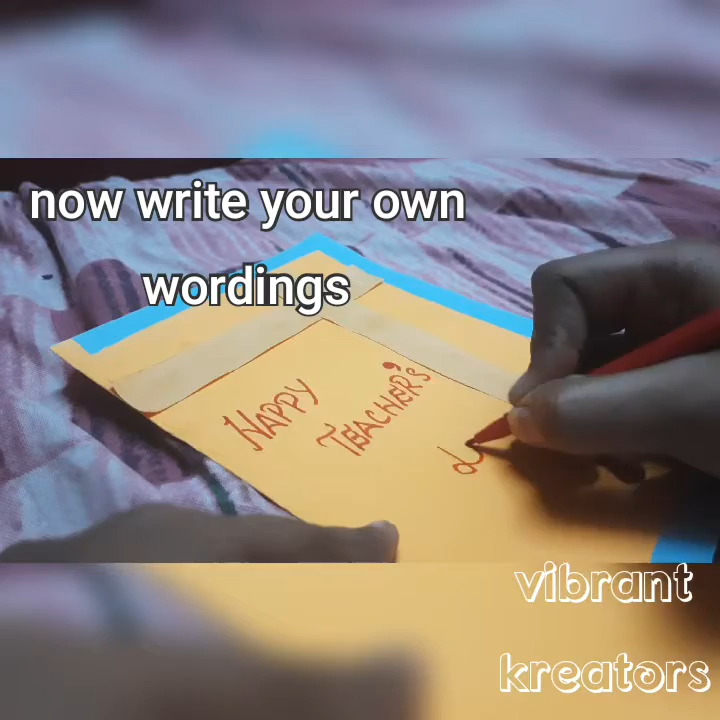 now write your own
wordings
HAPPY
TEACHER'S
d
vibrant
kreators